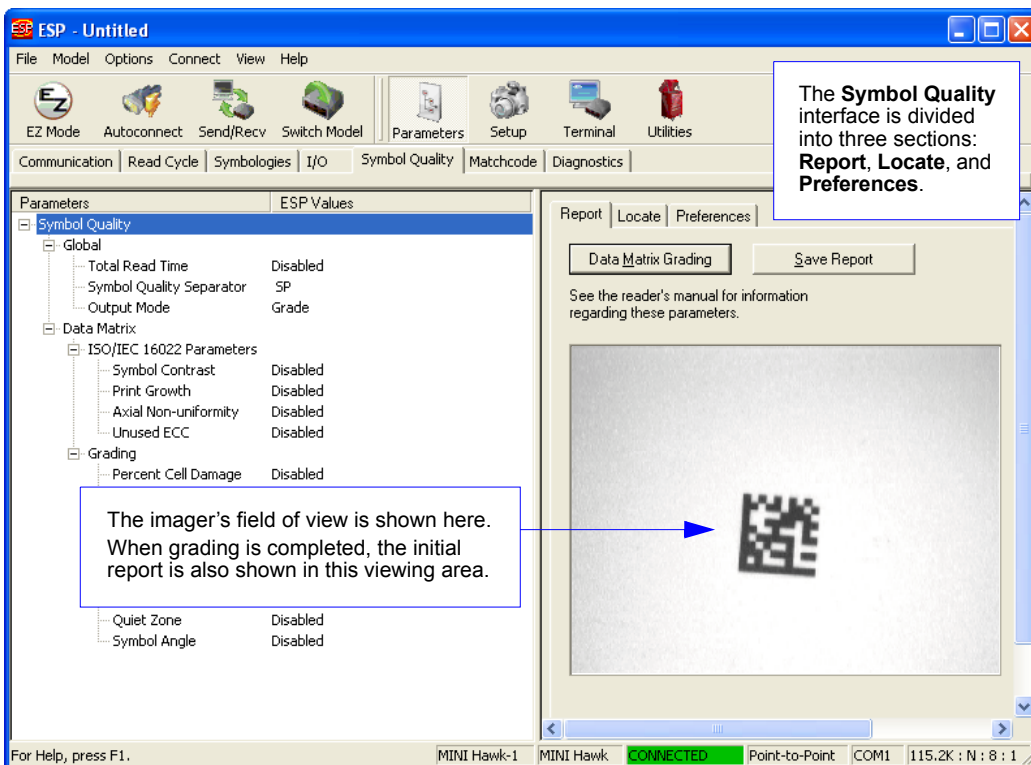 ESP - Untitled
File Model Options Connect View Help
EZ Mode Autoconnect Send/Recv Switch Model Parameters Setup Terminal Utilities
Communication Read Cycle Symbologies I/O Symbol Quality Matchcode Diagnostics
The Symbol Quality
interface is divided
into three sections:
Report, Locate, and
Preferences.
Parameters ESP Values
Symbol Quality
Global
Total Read Time Disabled
Symbol Quality Separator SP
Output Mode Grade
Data Matrix
ISO/IEC 16022 Parameters
Symbol Contrast Disabled
Print Growth Disabled
Axial Non-uniformity Disabled
Unused ECC Disabled
Grading
Percent Cell Damage Disabled
The imager's field of view is shown here.
When grading is completed, the initial
report is also shown in this viewing area.
Quiet Zone Disabled
Symbol Angle Disabled
Report Locate Preferences
Data Matrix Grading Save Report
See the reader's manual for information
regarding these parameters.
For Help, press F1. MINI Hawk-1 MINI Hawk CONNECTED Point-to-Point COM1 115.2K : N : 8 : 1